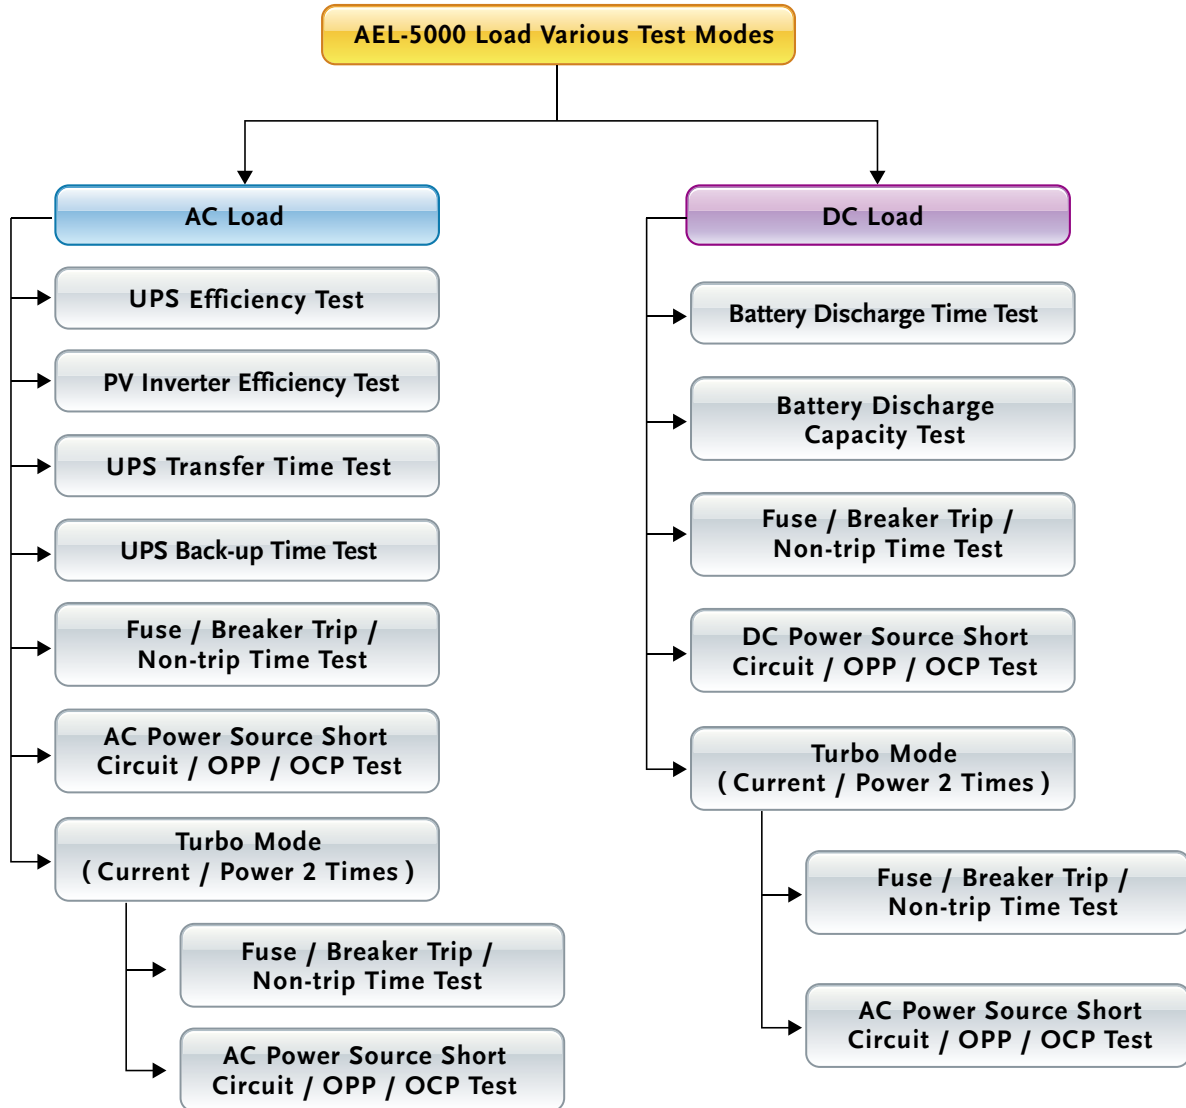 AEL-5000 Load Various Test Modes
AC Load
UPS Efficiency Test
PV Inverter Efficiency Test
UPS Transfer Time Test
UPS Back-up Time Test
Fuse / Breaker Trip /
Non-trip Time Test
AC Power Source Short
Circuit / OPP / OCP Test
Turbo Mode
( Current / Power 2 Times )
Fuse / Breaker Trip /
Non-trip Time Test
AC Power Source Short
Circuit / OPP / OCP Test
DC Load
Battery Discharge Time Test
Battery Discharge
Capacity Test
Fuse / Breaker Trip /
Non-trip Time Test
DC Power Source Short
Circuit / OPP / OCP Test
Turbo Mode
( Current / Power 2 Times )
Fuse / Breaker Trip /
Non-trip Time Test
AC Power Source Short
Circuit / OPP / OCP Test